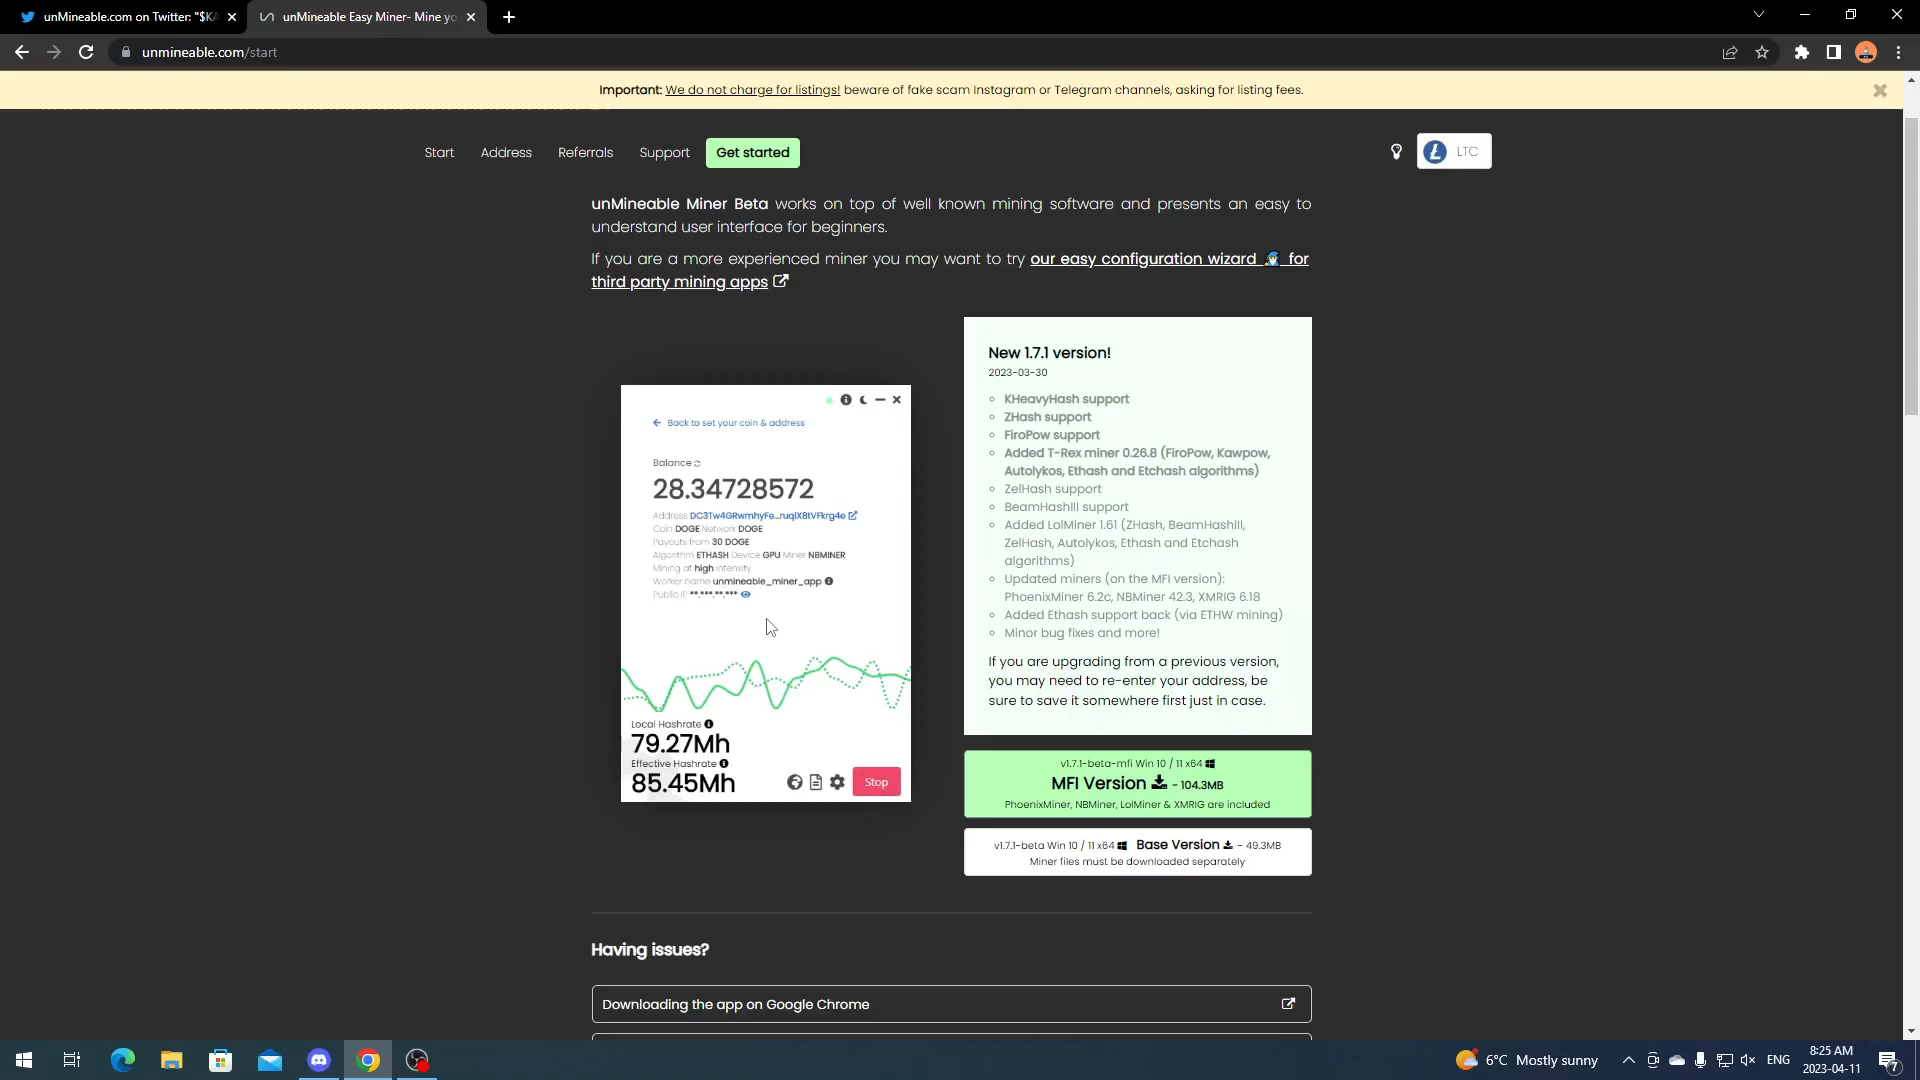 unMineable.com on Twitter: "$KA
unMineable Easy Miner- Mine yo
unmineable.com/start
Important: We do not charge for listings! beware of fake scam Instagram or Telegram channels, asking for listing fees.
Start
Address
Referrals
Support
Get started
LTC
unMineable Miner Beta works on top of well known mining software and presents an easy to
understand user interface for beginners.
If you are a more experienced miner you may want to try our easy configuration wizard for
third party mining apps
Back to set your coin & address
Balance
28.34728572
Address DC3Tw4GRwmhyFe...ruqiX8tVFkrg4e
Coin DOGE Network DOGE
Payouts from 30 DOGE
Algorithm ETHASH Device GPU Miner NBMINER
Mining at high intensity
Worker name unmineable_miner_app
Public IP **.***.**.***
Local Hashrate
79.27Mh
Effective Hashrate
85.45Mh
Stop
New 1.7.1 version!
2023-03-30
KHeavyHash support
ZHash support
FiroPow support
Added T-Rex miner 0.26.8 (FiroPow, Kawpow,
Autolykos, Ethash and Etchash algorithms)
ZelHash support
BeamHashIII support
Added LolMiner 1.61 (ZHash, BeamHashIII,
ZelHash, Autolykos, Ethash and Etchash
algorithms)
Updated miners (on the MFI version):
PhoenixMiner 6.2c, NBMiner 42.3, XMRIG 6.18
Added Ethash support back (via ETHW mining)
Minor bug fixes and more!
If you are upgrading from a previous version,
you may need to re-enter your address, be
sure to save it somewhere first just in case.
v1.7.1-beta-mfi Win 10 / 11 x64
MFI Version - 104.3MB
PhoenixMiner, NBMiner, LolMiner & XMRIG are included
v1.7.1-beta Win 10 / 11 x64 Base Version - 49.3MB
Miner files must be downloaded separately
Having issues?
Downloading the app on Google Chrome
6°C Mostly sunny
ENG
8:25 AM
2023-04-11
7